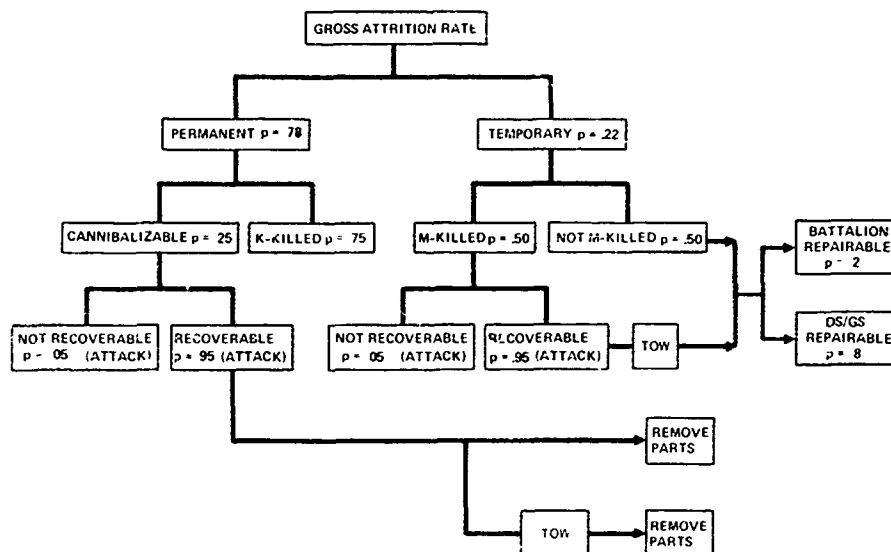 GROSS ATTRITION RATE
PERMANENT p = .78
TEMPORARY p = .22
CANNIBALIZABLE p = 25
K-KILLED p = 75
M-KILLED p = .50
NOT M-KILLED p = .50
BATTALION
REPAIRABLE
p - 2
NOT RECOVERABLE
p - 05 (ATTACK)
RECOVERABLE
p = .95 (ATTACK)
NOT RECOVERABLE
p = 05 (ATTACK)
RECOVERABLE
p = .95 (ATTACK)
TOW
DS/GS
REPAIRABLE
p = 8
REMOVE
PARTS
TOW
REMOVE
PARTS